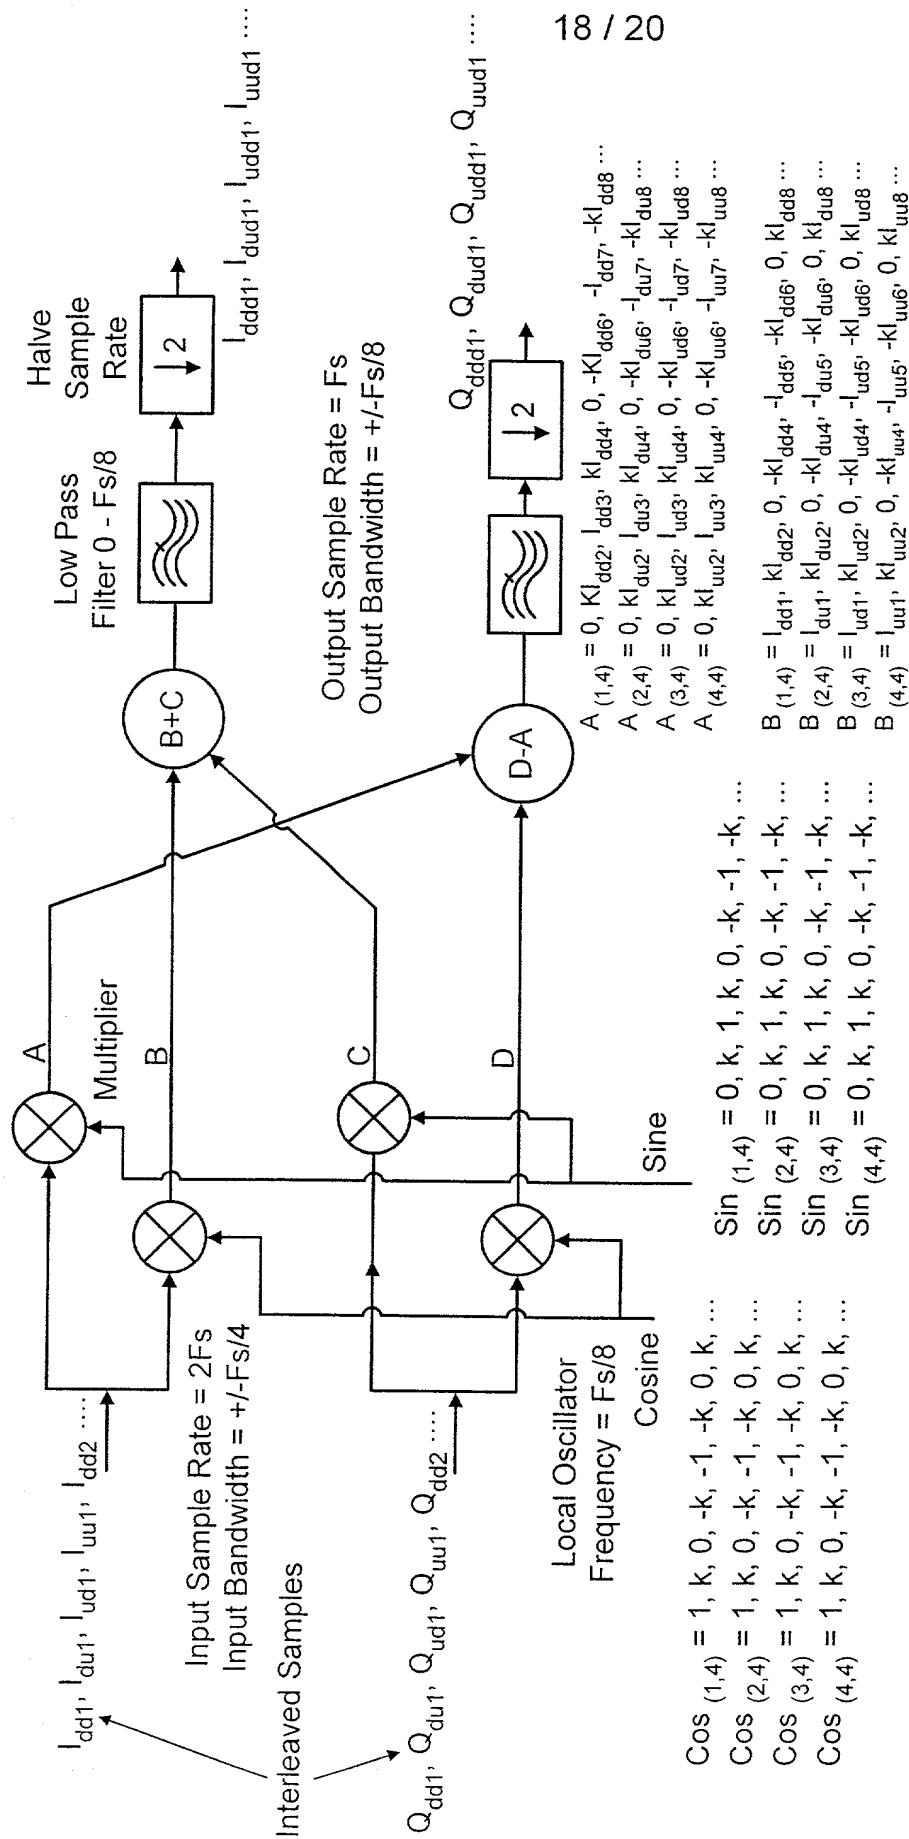 18 / 20
I_dd1, I_du1, I_ud1, I_uu1, I_dd2 ....
Input Sample Rate = 2Fs
Input Bandwidth = +/-Fs/4
Interleaved Samples
Q_dd1, Q_du1, Q_ud1, Q_uu1, Q_dd2 ....
A
Multiplier
B
C
D
Local Oscillator
Frequency = Fs/8
Cosine
Sine
B+C
D-A
Low Pass
Filter 0 - Fs/8
Halve
Sample
Rate
↓ 2
I_ddd1, I_dud1, I_udd1, I_uud1 ....
Output Sample Rate = Fs
Output Bandwidth = +/-Fs/8
↓ 2
Q_ddd1, Q_dud1, Q_udd1, Q_uud1 ....
Cos (1,4) = 1, k, 0, -k, -1, -k, 0, k, ...
Cos (2,4) = 1, k, 0, -k, -1, -k, 0, k, ...
Cos (3,4) = 1, k, 0, -k, -1, -k, 0, k, ...
Cos (4,4) = 1, k, 0, -k, -1, -k, 0, k, ...
Sin (1,4) = 0, k, 1, k, 0, -k, -1, -k, ...
Sin (2,4) = 0, k, 1, k, 0, -k, -1, -k, ...
Sin (3,4) = 0, k, 1, k, 0, -k, -1, -k, ...
Sin (4,4) = 0, k, 1, k, 0, -k, -1, -k, ...
A (1,4) = 0, KI_dd2, I_dd3, kI_dd4, 0, -KI_dd6, -I_dd7, -kI_dd8 ...
A (2,4) = 0, kI_du2, I_du3, kI_du4, 0, -kI_du6, -I_du7, -kI_du8 ...
A (3,4) = 0, kI_ud2, I_ud3, kI_ud4, 0, -kI_ud6, -I_ud7, -kI_ud8 ...
A (4,4) = 0, kI_uu2, I_uu3, kI_uu4, 0, -kI_uu6, -I_uu7, -kI_uu8 ...
B (1,4) = I_dd1, kI_dd2, 0, -kI_dd4, -I_dd5, -kI_dd6, 0, kI_dd8 ...
B (2,4) = I_du1, kI_du2, 0, -kI_du4, -I_du5, -kI_du6, 0, kI_du8 ...
B (3,4) = I_ud1, kI_ud2, 0, -kI_ud4, -I_ud5, -kI_ud6, 0, kI_ud8 ...
B (4,4) = I_uu1, kI_uu2, 0, -kI_uu4, -I_uu5, -kI_uu6, 0, kI_uu8 ...